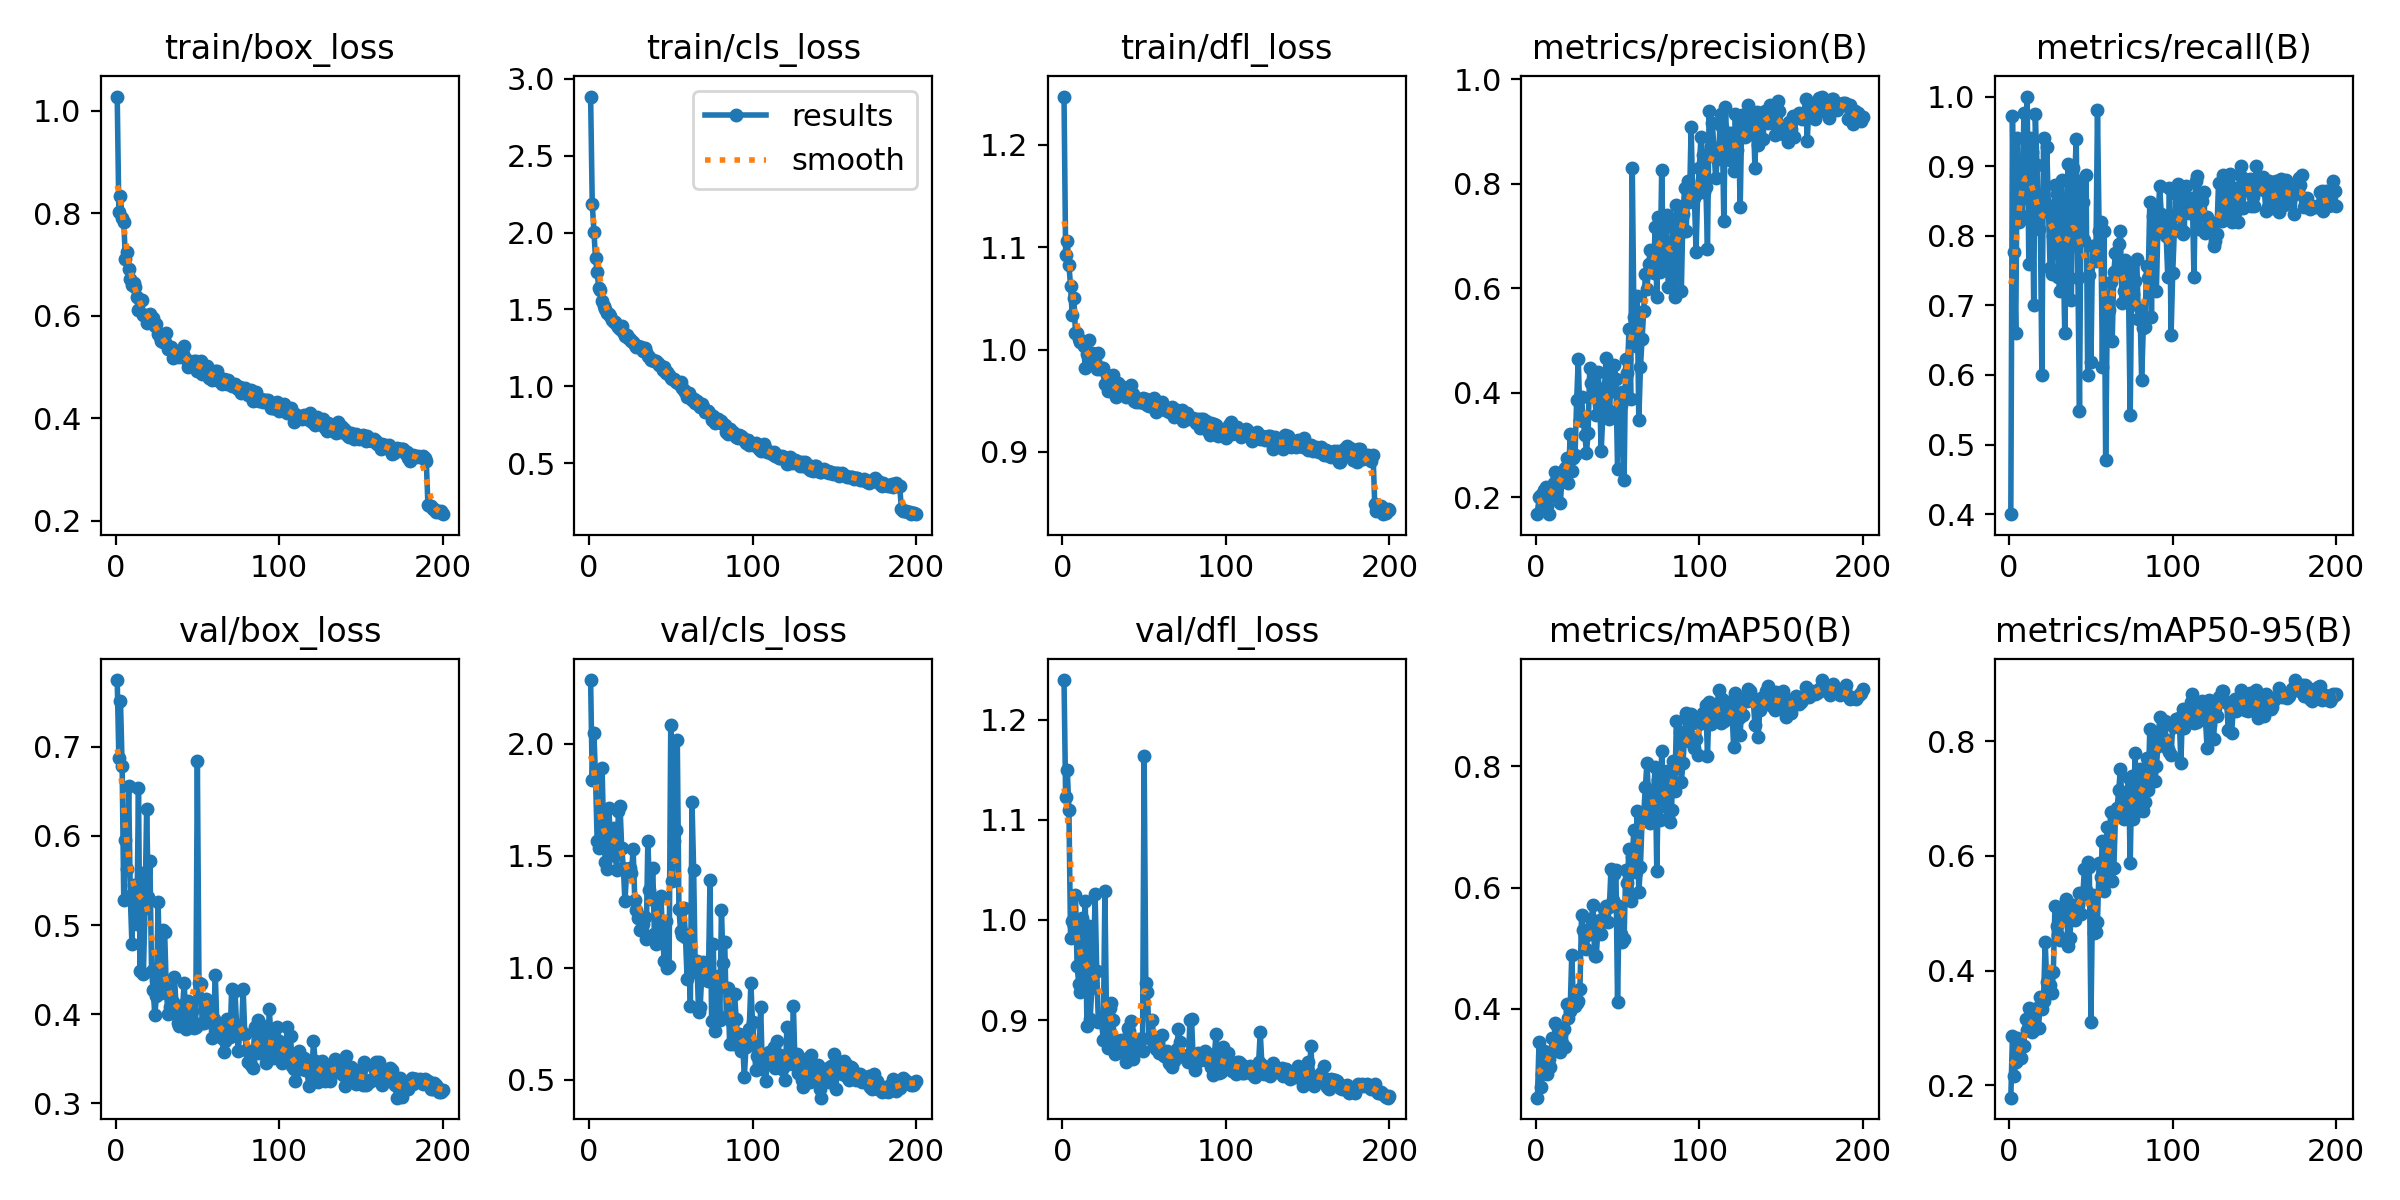 train/box_loss
train/cls_loss
train/dfl_loss
metrics/precision(B)
metrics/recall(B)
1.0
0.8
0.6
0.4
0.2
0 100 200
3.0
2.5
2.0
1.5
1.0
0.5
results
smooth
0 100 200
1.2
1.1
1.0
0.9
0 100 200
1.0
0.8
0.6
0.4
0.2
0 100 200
1.0
0.9
0.8
0.7
0.6
0.5
0.4
0 100 200
val/box_loss
val/cls_loss
val/dfl_loss
metrics/mAP50(B)
metrics/mAP50-95(B)
0.7
0.6
0.5
0.4
0.3
0 100 200
2.0
1.5
1.0
0.5
0 100 200
1.2
1.1
1.0
0.9
0 100 200
0.8
0.6
0.4
0 100 200
0.8
0.6
0.4
0.2
0 100 200